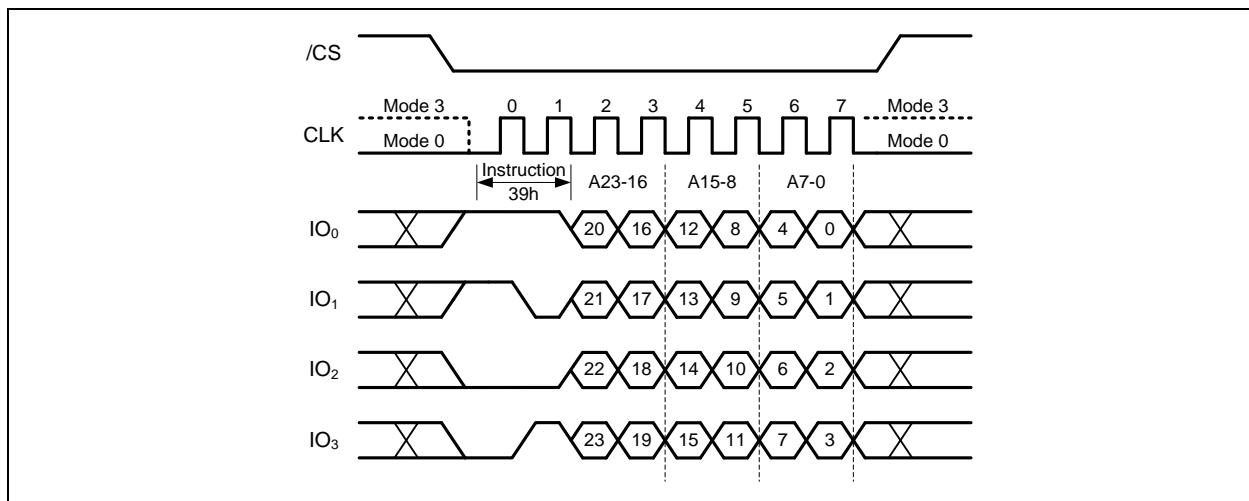 /CS
Mode 3 0 1 2 3 4 5 6 7 Mode 3
CLK
Mode 0 Mode 0
Instruction
39h
A23-16 A15-8 A7-0
IO₀ 20 16 12 8 4 0
IO₁ 21 17 13 9 5 1
IO₂ 22 18 14 10 6 2
IO₃ 23 19 15 11 7 3